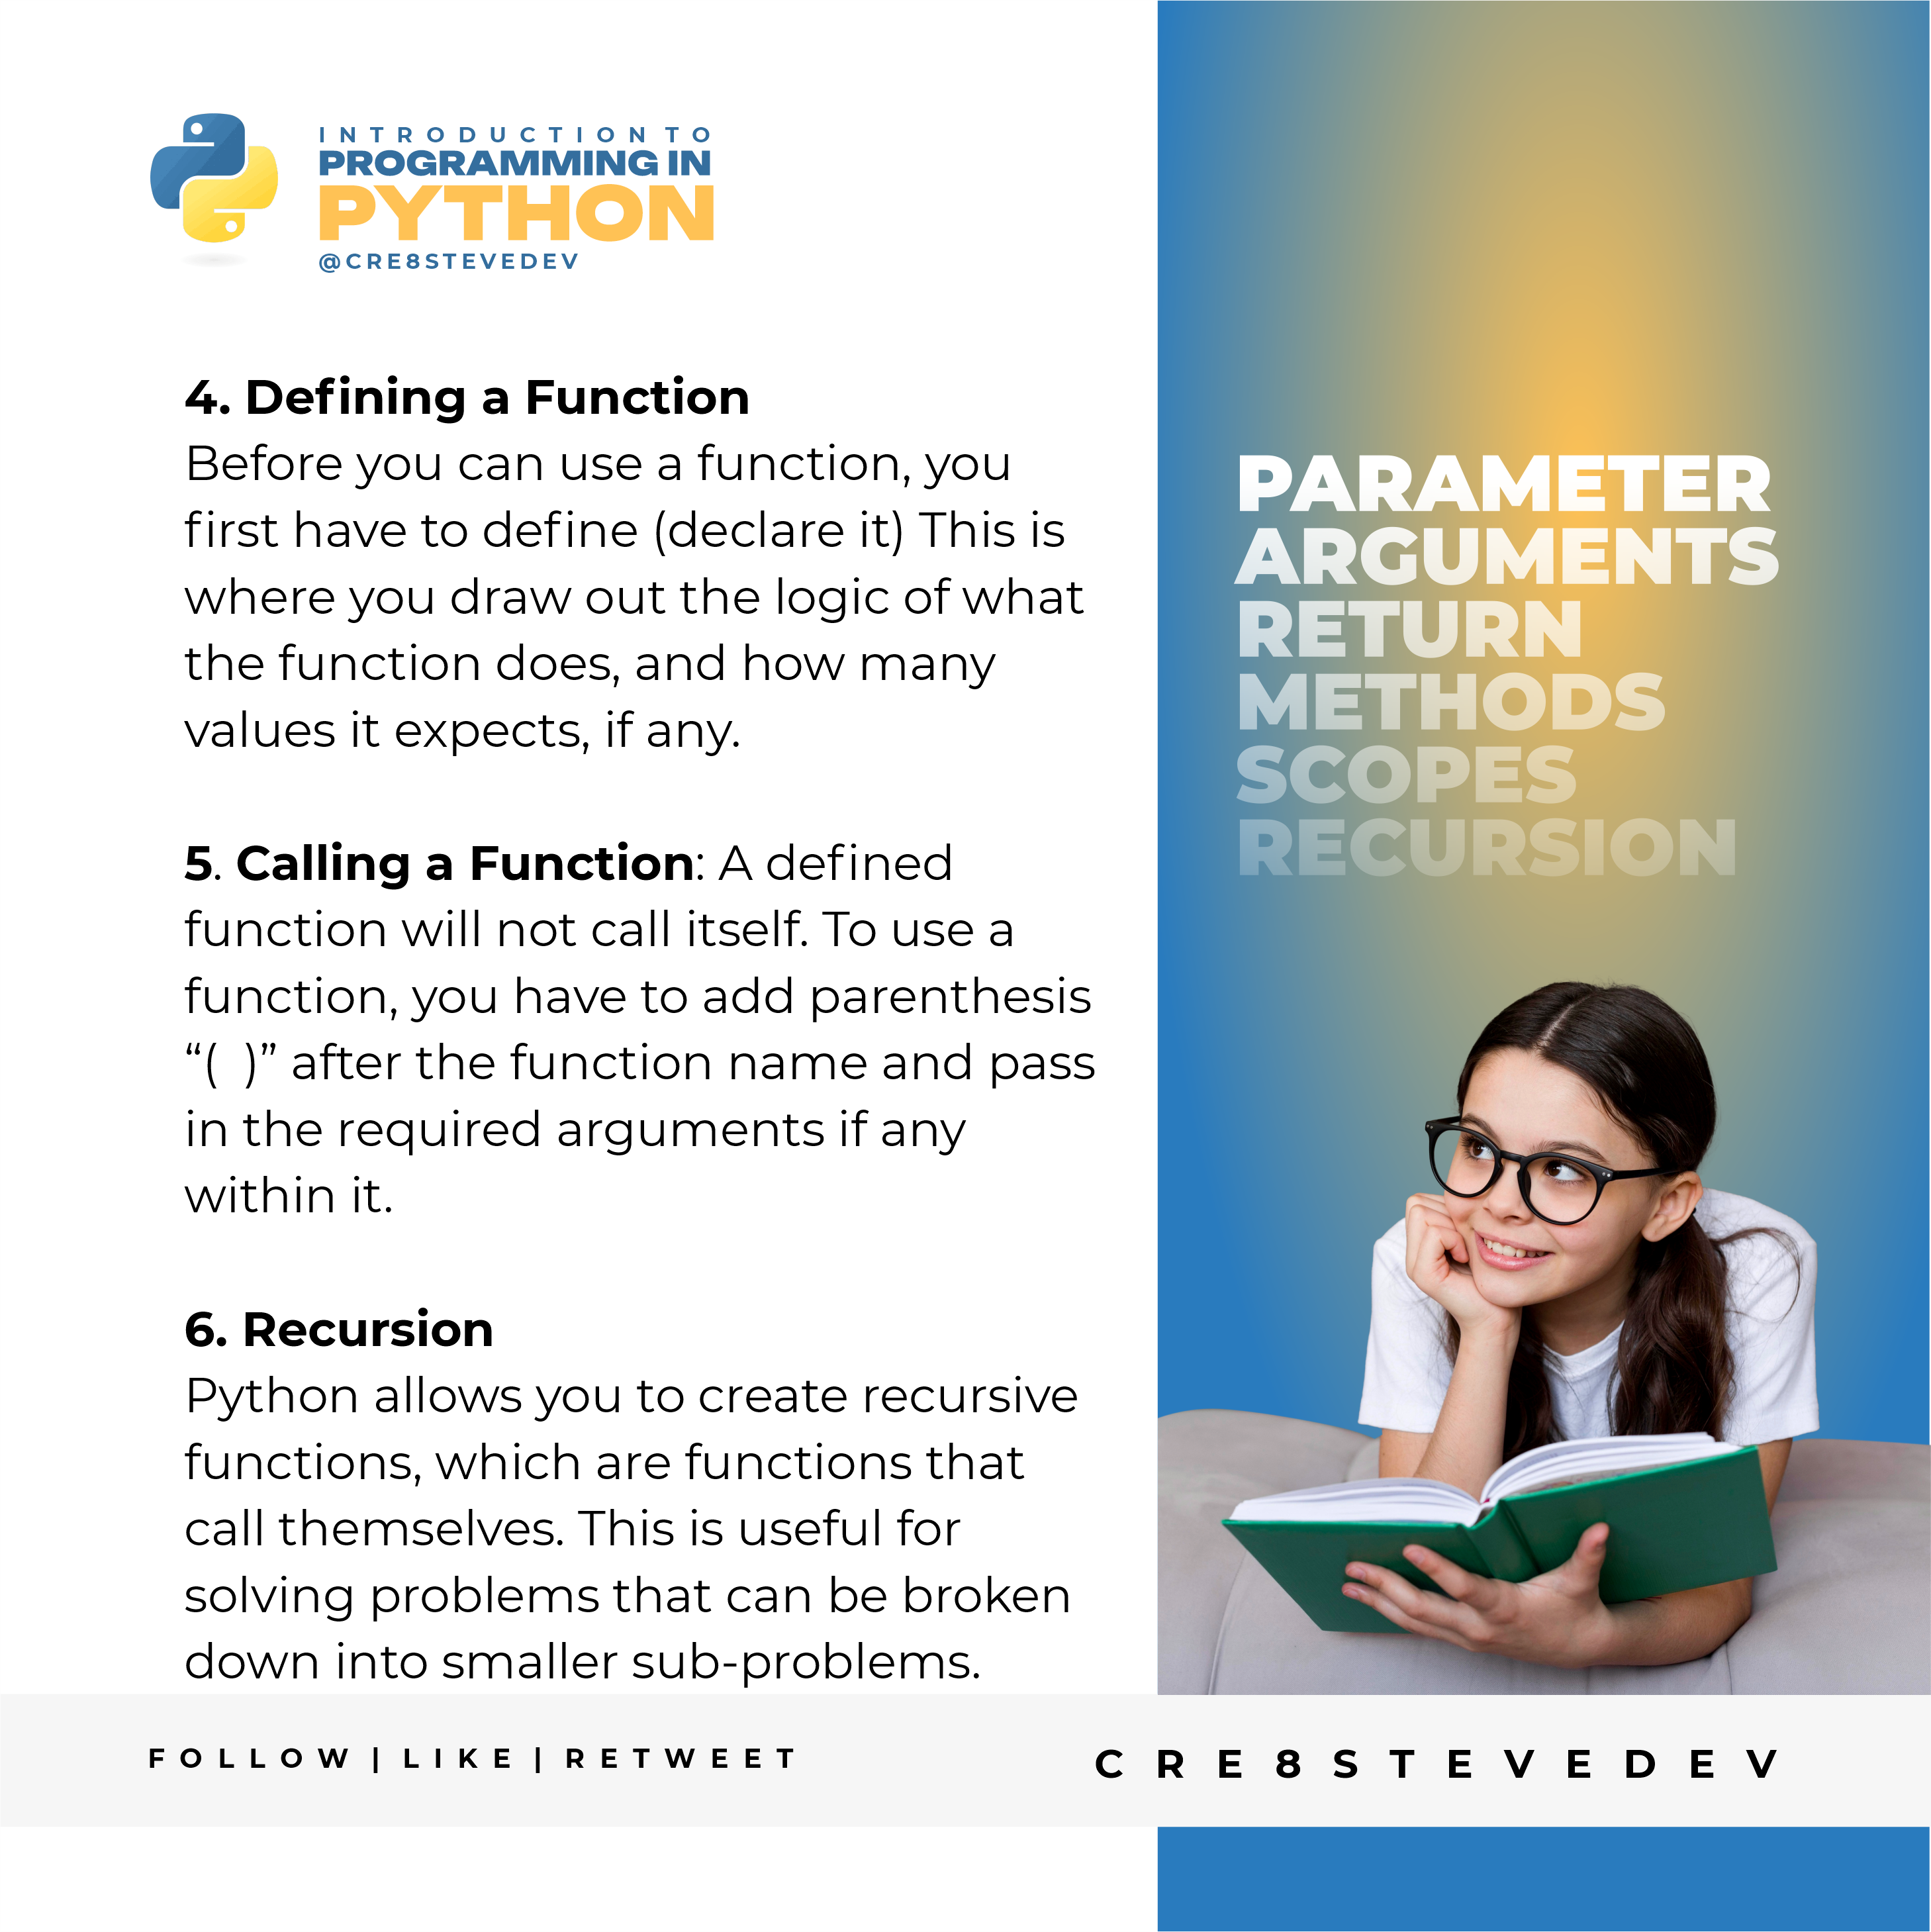 INTRODUCTION TO
PROGRAMMING IN
PYTHON
@CRE8STEVEDEV
4. Defining a Function
Before you can use a function, you
first have to define (declare it) This is
where you draw out the logic of what
the function does, and how many
values it expects, if any.
5. Calling a Function: A defined
function will not call itself. To use a
function, you have to add parenthesis
“(  )” after the function name and pass
in the required arguments if any
within it.
6. Recursion
Python allows you to create recursive
functions, which are functions that
call themselves. This is useful for
solving problems that can be broken
down into smaller sub-problems.
PARAMETER
ARGUMENTS
RETURN
METHODS
SCOPES
RECURSION
FOLLOW | LIKE | RETWEET
CRE8STEVEDEV